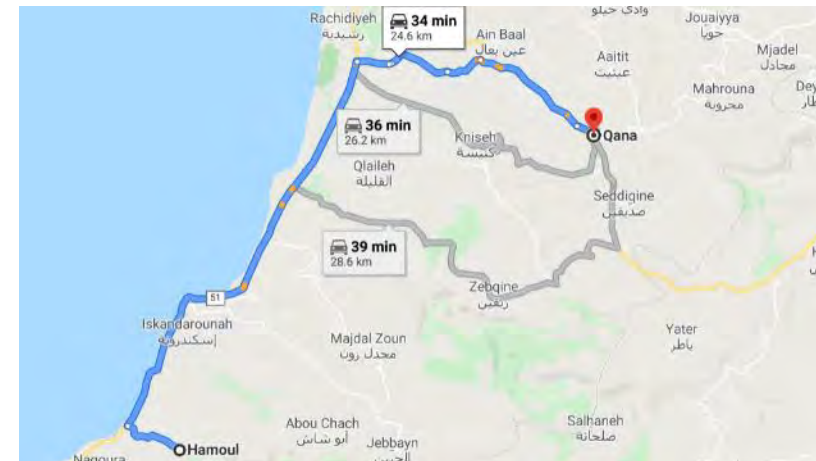 وادي جيلو
Rachidiyeh
رشيدية
34 min
24.6 km
Jouaiyya
جويا
Ain Baal
عين بعال
Aaitit
عيتيت
Mjadel
مجادل
Mahrouna
محرونة
36 min
26.2 km
Kniseh
كنيسة
Qana
Qlaileh
القليلة
Seddiqine
صديقين
39 min
28.6 km
Zebqine
زبقين
51
Iskandarounah
إسكندرونة
Majdal Zoun
مجدل زون
Yater
ياطر
Abou Chach
أبو شاش
Salhaneh
صلحانة
Hamoul
Jebbayn